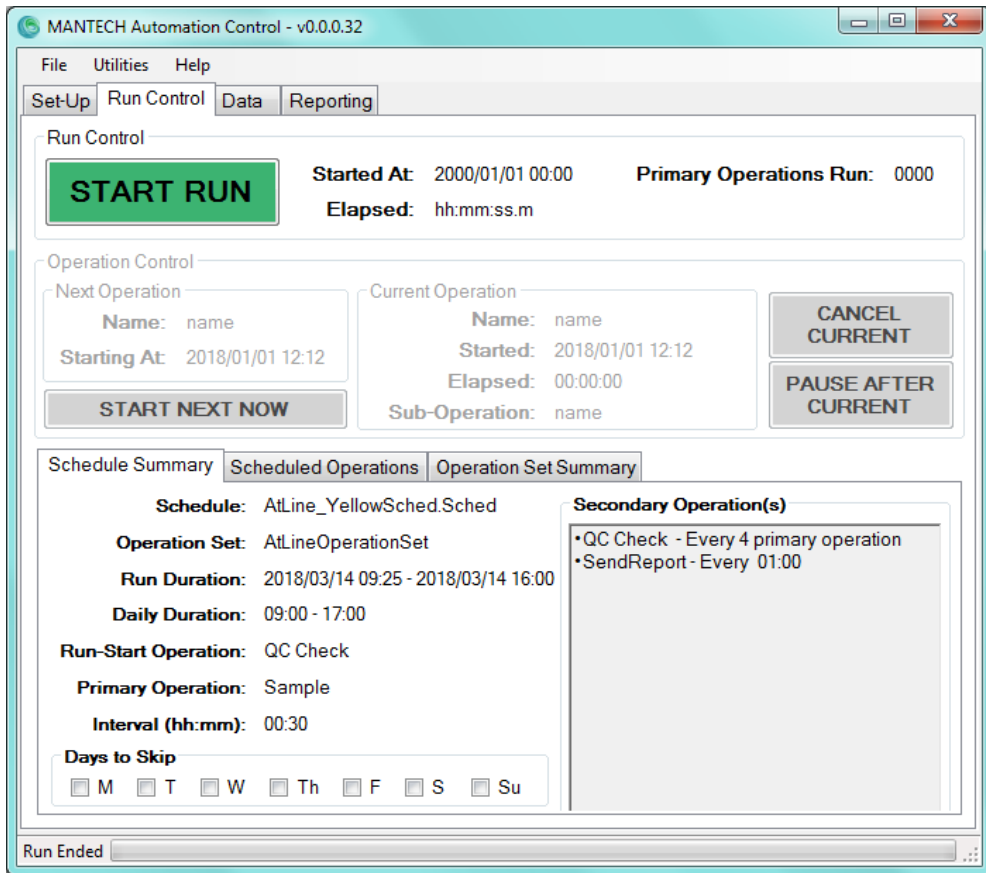 MANTECH Automation Control - v0.0.0.32
File Utilities Help
Set-Up Run Control Data Reporting
Run Control
START RUN
Started At: 2000/01/01 00:00 Primary Operations Run: 0000
Elapsed: hh:mm:ss.m
Operation Control
Next Operation
Name: name
Starting At: 2018/01/01 12:12
START NEXT NOW
Current Operation
Name: name
Started: 2018/01/01 12:12
Elapsed: 00:00:00
Sub-Operation: name
CANCEL
CURRENT
PAUSE AFTER
CURRENT
Schedule Summary Scheduled Operations Operation Set Summary
Schedule: AtLine_YellowSched.Sched
Operation Set: AtLineOperationSet
Run Duration: 2018/03/14 09:25 - 2018/03/14 16:00
Daily Duration: 09:00 - 17:00
Run-Start Operation: QC Check
Primary Operation: Sample
Interval (hh:mm): 00:30
Days to Skip
M T W Th F S Su
Secondary Operation(s)
•QC Check - Every 4 primary operation
•SendReport - Every 01:00
Run Ended